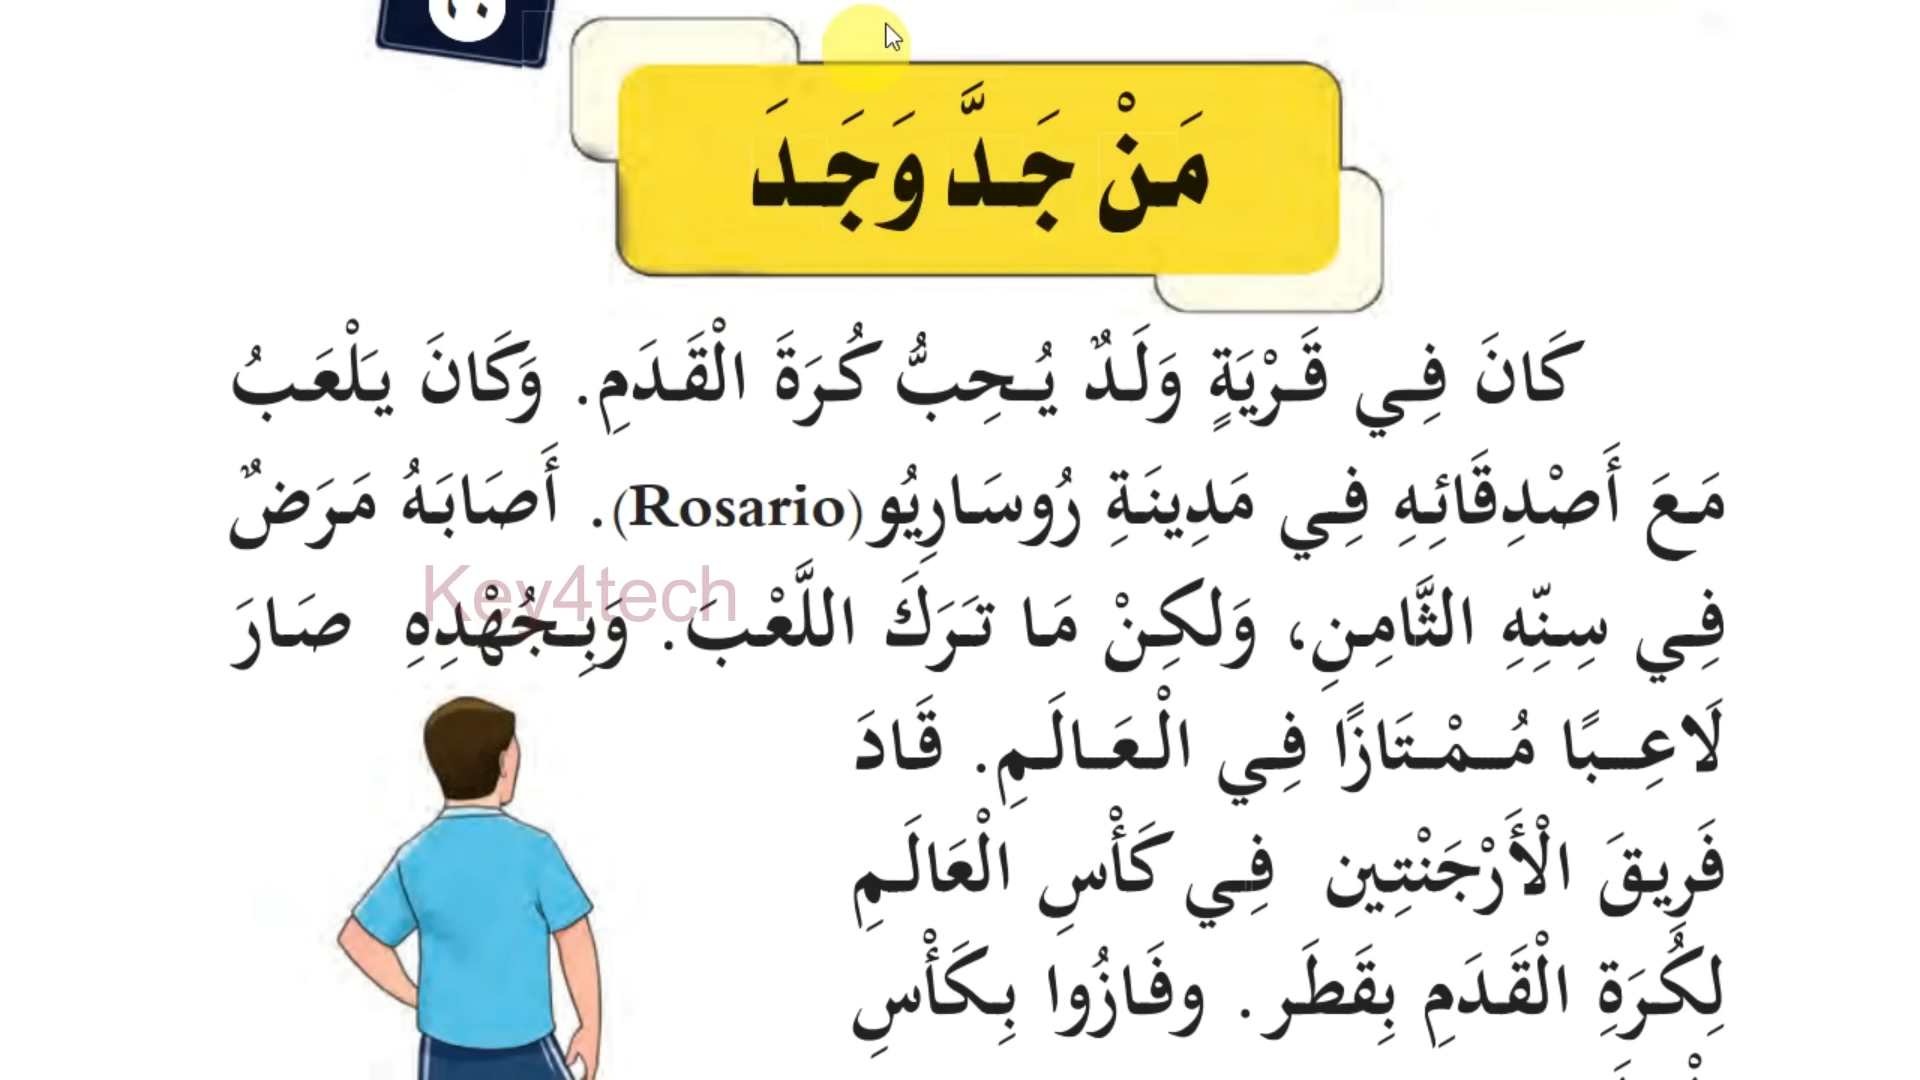 مَنْ جَدَّ وَجَدَ
كَانَ فِي قَرْيَةٍ وَلَدٌ يُحِبُّ كُرَةَ الْقَدَمِ. وَكَانَ يَلْعَبُ
مَعَ أَصْدِقَائِهِ فِي مَدِينَةِ رُوسَارِيُو (Rosario). أَصَابَهُ مَرَضٌ
فِي سِنِّهِ الثَّامِنِ، وَلكِنْ مَا تَرَكَ اللَّعْبَ. وَبِجُهْدِهِ صَارَ
Key4tech
لَاعِبًا مُمْتَازًا فِي الْعَالَمِ. قَادَ
فَرِيقَ الْأَرْجَنْتِين فِي كَأْسِ الْعَالَمِ
لِكُرَةِ الْقَدَمِ بِقَطَر. وفَازُوا بِكَأْسِ